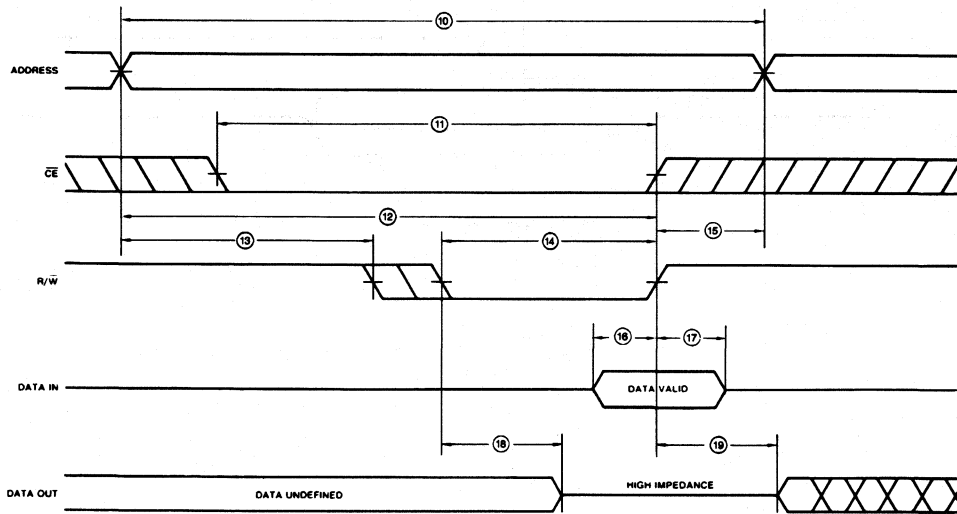 ⑩
ADDRESS
⑪
C̅E̅
⑫
⑬ ⑭ ⑮
R/W̅
⑯ ⑰
DATA IN
DATA VALID
⑱ ⑲
DATA OUT
DATA UNDEFINED
HIGH IMPEDANCE